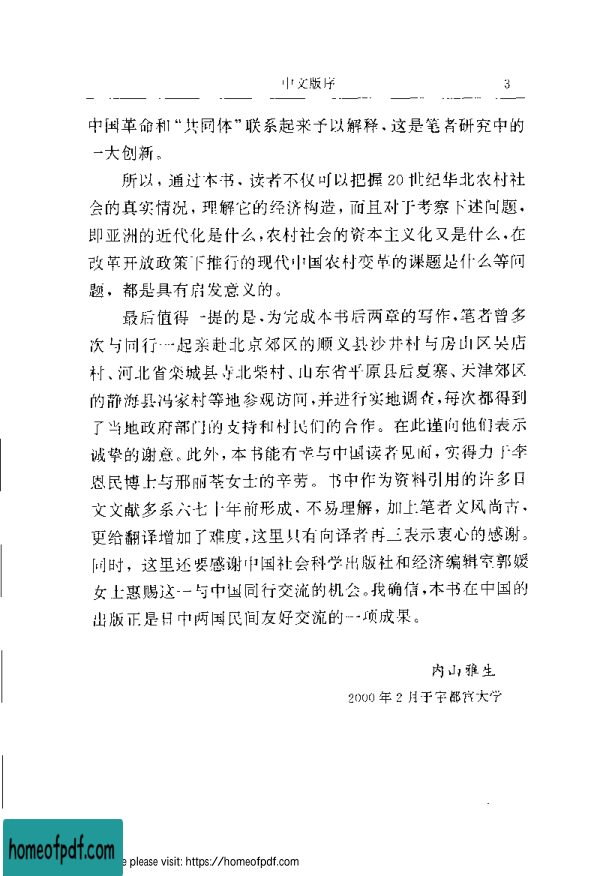 中文版序 3
中国革命和“共同体”联系起来予以解释，这是笔者研究中的
一大创新。
所以，通过本书，读者不仅可以把握 20 世纪华北农村社
会的真实情况，理解它的经济构造，而且对于考察下述问题，
即亚洲的近代化是什么，农村社会的资本主义化又是什么，在
改革开放政策下推行的现代中国农村变革的课题是什么等问
题，都是具有启发意义的。
最后值得一提的是，为完成本书后两章的写作，笔者曾多
次与同行一起亲赴北京郊区的顺义县沙井村与房山区吴店
村、河北省栾城县寺北柴村、山东省平原县后夏寨、天津郊区
的静海县冯家村等地参观访问，并进行实地调查，每次都得到
了当地政府部门的支持和村民们的合作。在此谨向他们表示
诚挚的谢意。此外，本书能有幸与中国读者见面，实得力于李
恩民博士与邢丽荃女士的辛劳。书中作为资料引用的许多日
文文献多系六七十年前形成、不易理解，加上笔者文风尚古，
更给翻译增加了难度，这里只有向译者再三表示衷心的感谢。
同时，这里还要感谢中国社会科学出版社和经济编辑室郭媛
女士惠赐这一与中国同行交流的机会。我确信，本书在中国的
出版正是日中两国民间友好交流的一项成果。
内山雅生
2000 年 2 月于宇都宫大学
homeofpdf.com
e please visit: https://homeofpdf.com